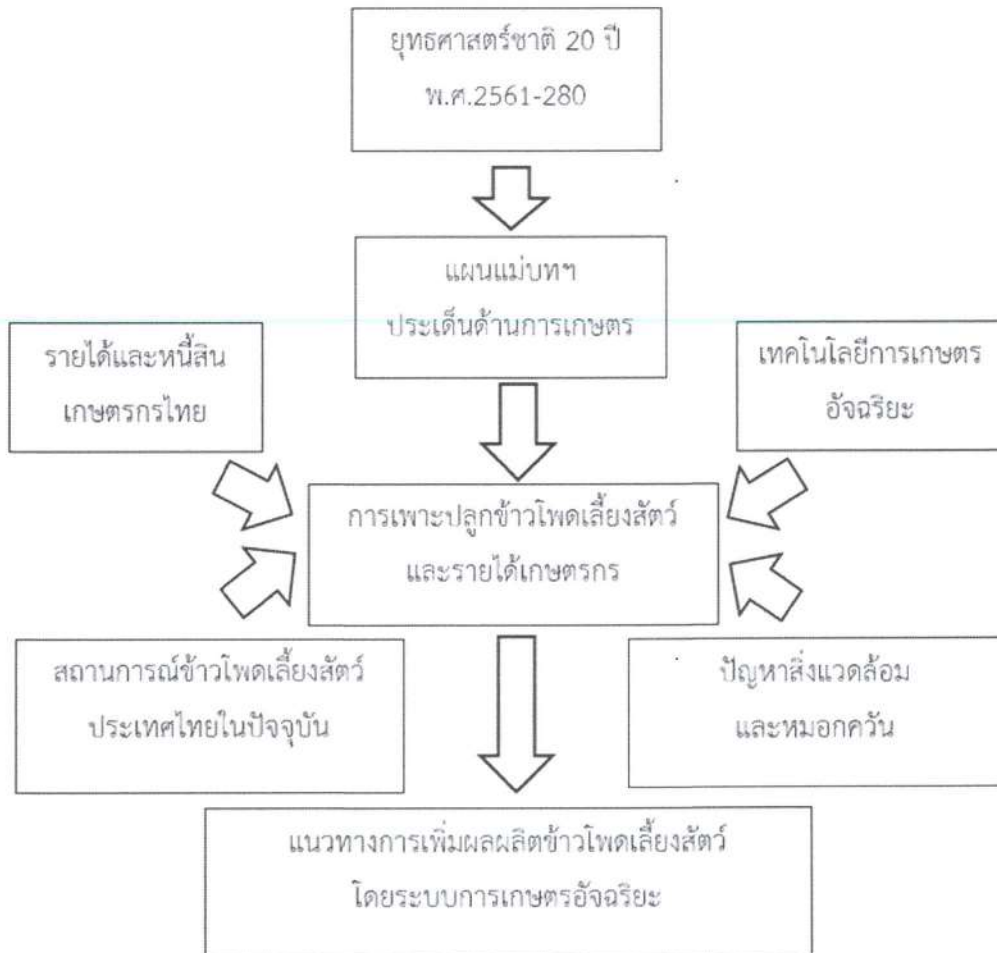 ยุทธศาสตร์ชาติ 20 ปี
พ.ศ.2561-280
แผนแม่บทฯ
ประเด็นด้านการเกษตร
รายได้และหนี้สิน
เกษตรกรไทย
เทคโนโลยีการเกษตร
อัจฉริยะ
การเพาะปลูกข้าวโพดเลี้ยงสัตว์
และรายได้เกษตรกร
สถานการณ์ข้าวโพดเลี้ยงสัตว์
ประเทศไทยในปัจจุบัน
ปัญหาสิ่งแวดล้อม
และหมอกควัน
แนวทางการเพิ่มผลผลิตข้าวโพดเลี้ยงสัตว์
โดยระบบการเกษตรอัจฉริยะ